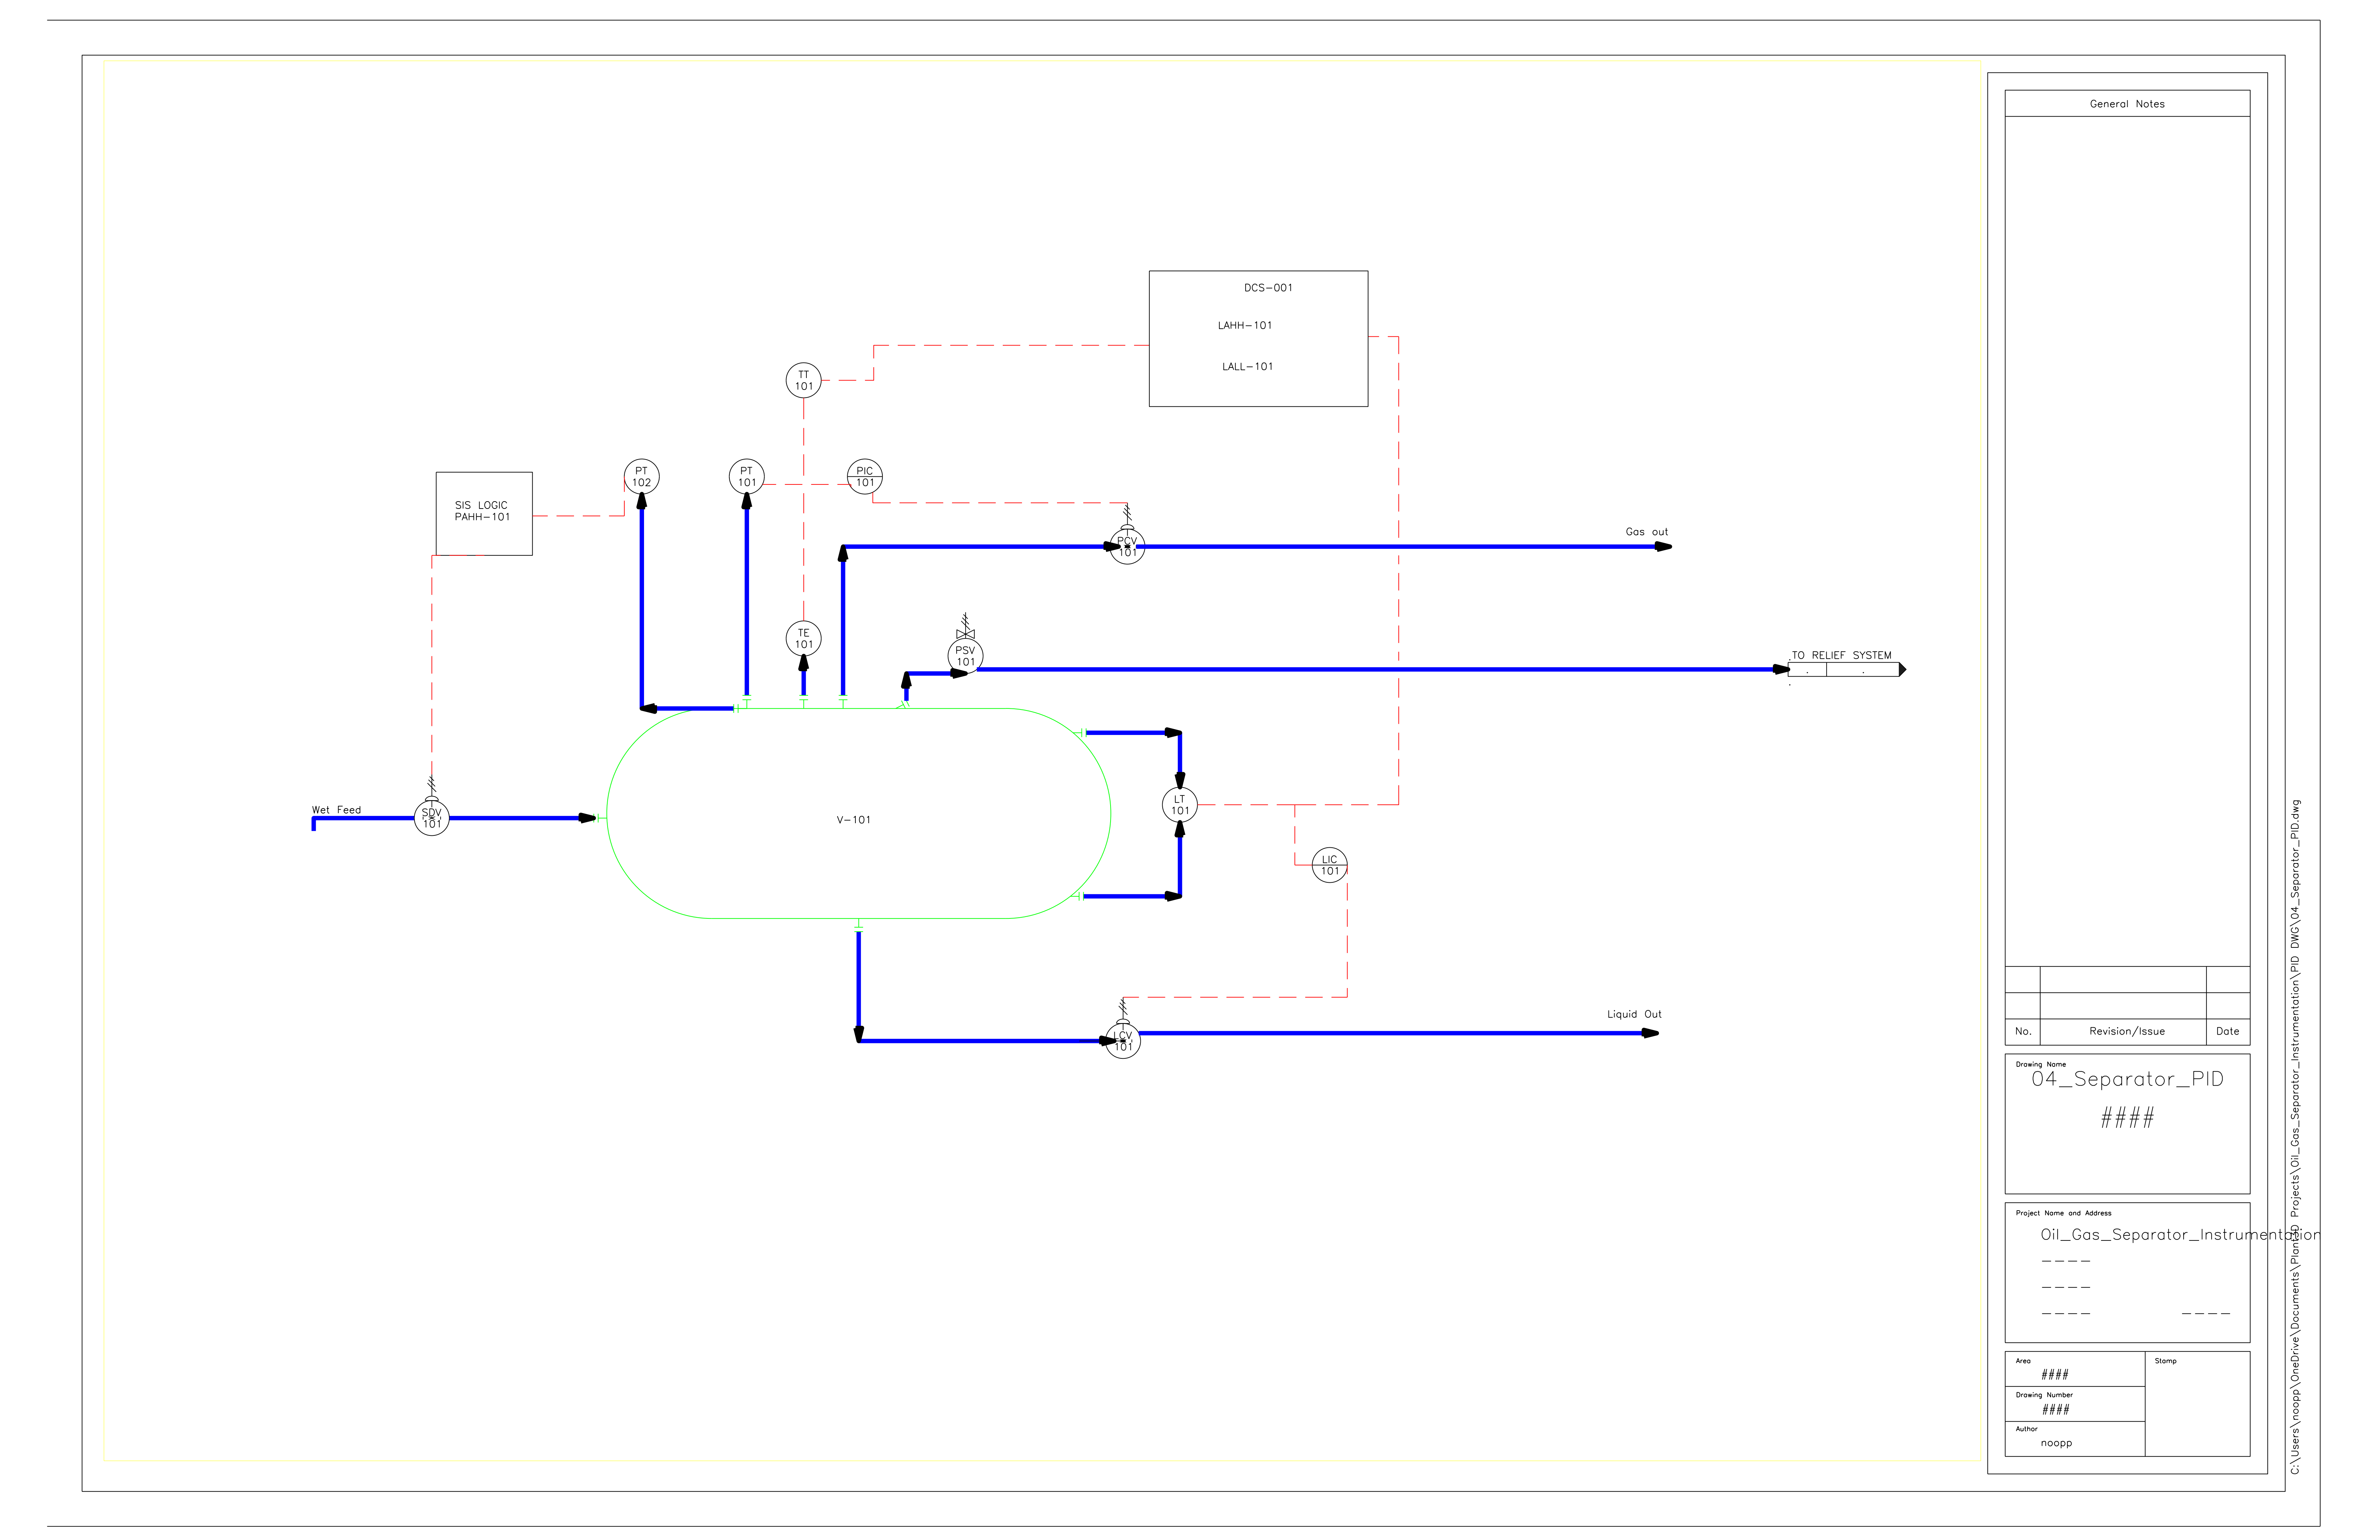 General Notes
DCS-001
LAHH-101
LALL-101
TT
101
PT
102
PT
101
PIC
101
SIS LOGIC
PAHH-101
PCV
101
Gas out
TE
101
PSV
101
TO RELIEF SYSTEM
LT
101
Wet Feed
SDV
101
V-101
LIC
101
Liquid Out
LCV
101
No.
Revision/Issue
Date
Drawing Name
04_Separator_PID
####
Project Name and Address
Oil_Gas_Separator_Instrumentation
----
----
----
----
Area
####
Stamp
Drawing Number
####
Author
noopp
C:\Users\noopp\OneDrive\Documents\Plant3D Projects\Oil_Gas_Separator_Instrumentation\PID DWG\04_Separator_PID.dwg